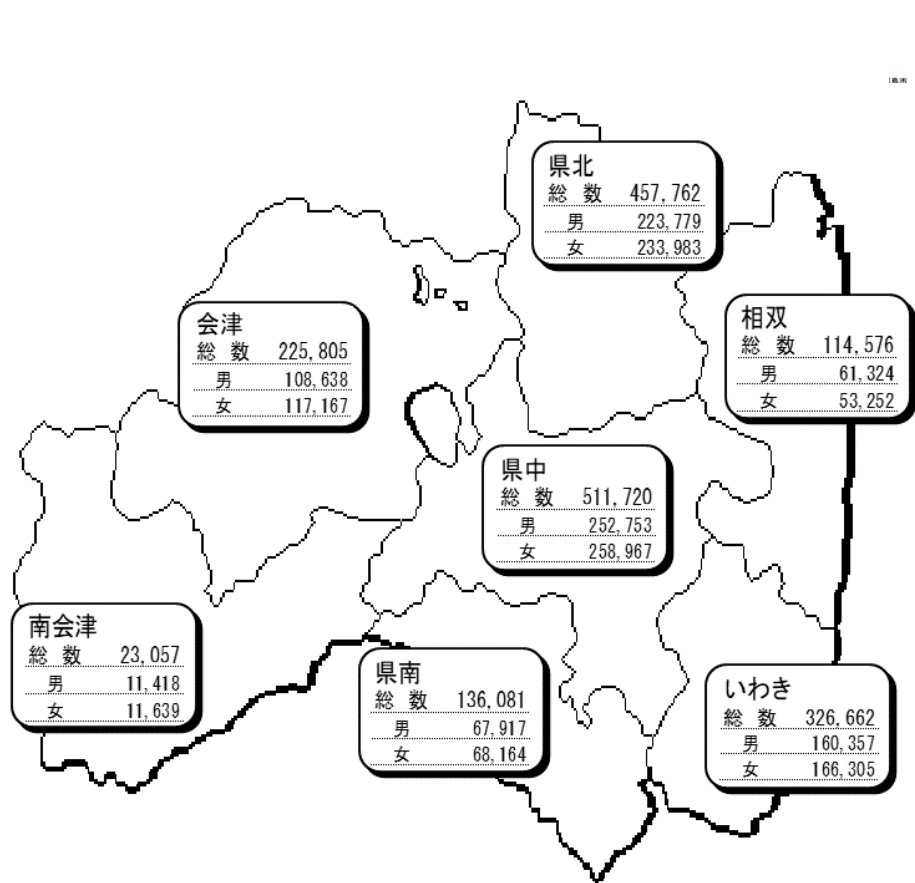 県北
総数 457,762
男 223,779
女 233,983
会津
総数 225,805
男 108,638
女 117,167
相双
総数 114,576
男 61,324
女 53,252
県中
総数 511,720
男 252,753
女 258,967
南会津
総数 23,057
男 11,418
女 11,639
県南
総数 136,081
男 67,917
女 68,164
いわき
総数 326,662
男 160,357
女 166,305